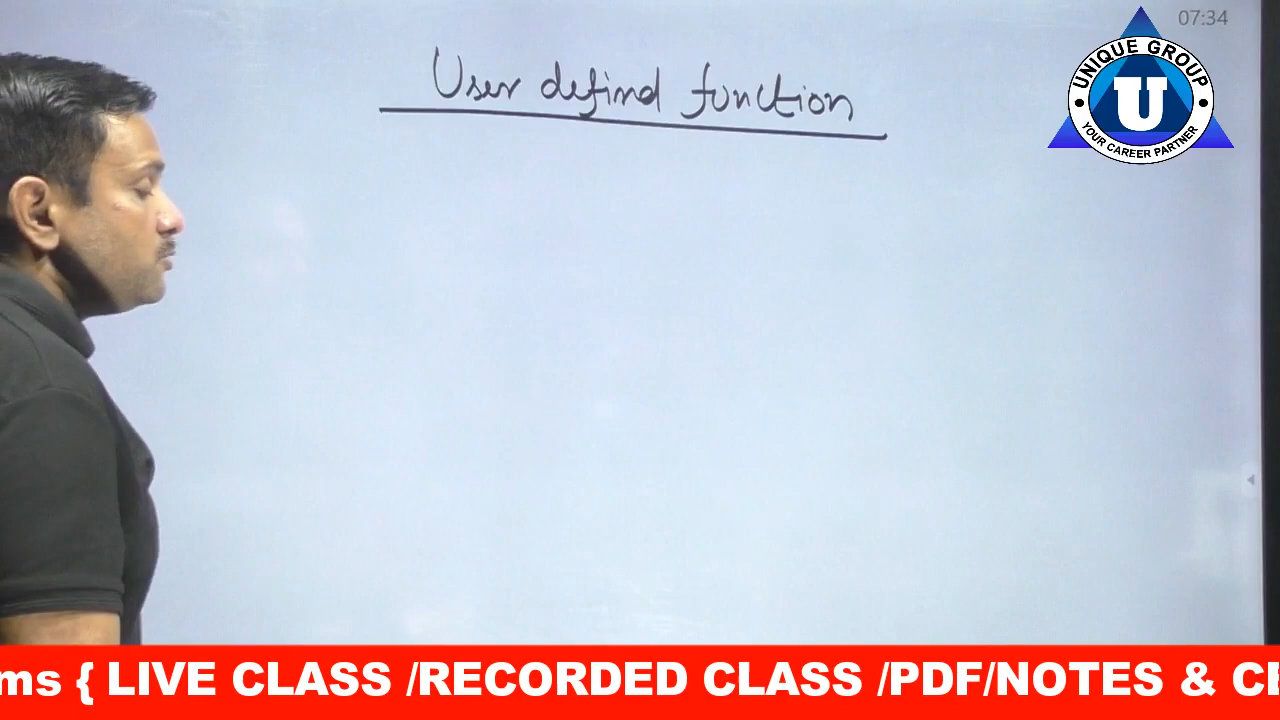 07:34
User defind function
UNIQUE GROUP
U
YOUR CAREER PARTNER
ms { LIVE CLASS /RECORDED CLASS /PDF/NOTES & C